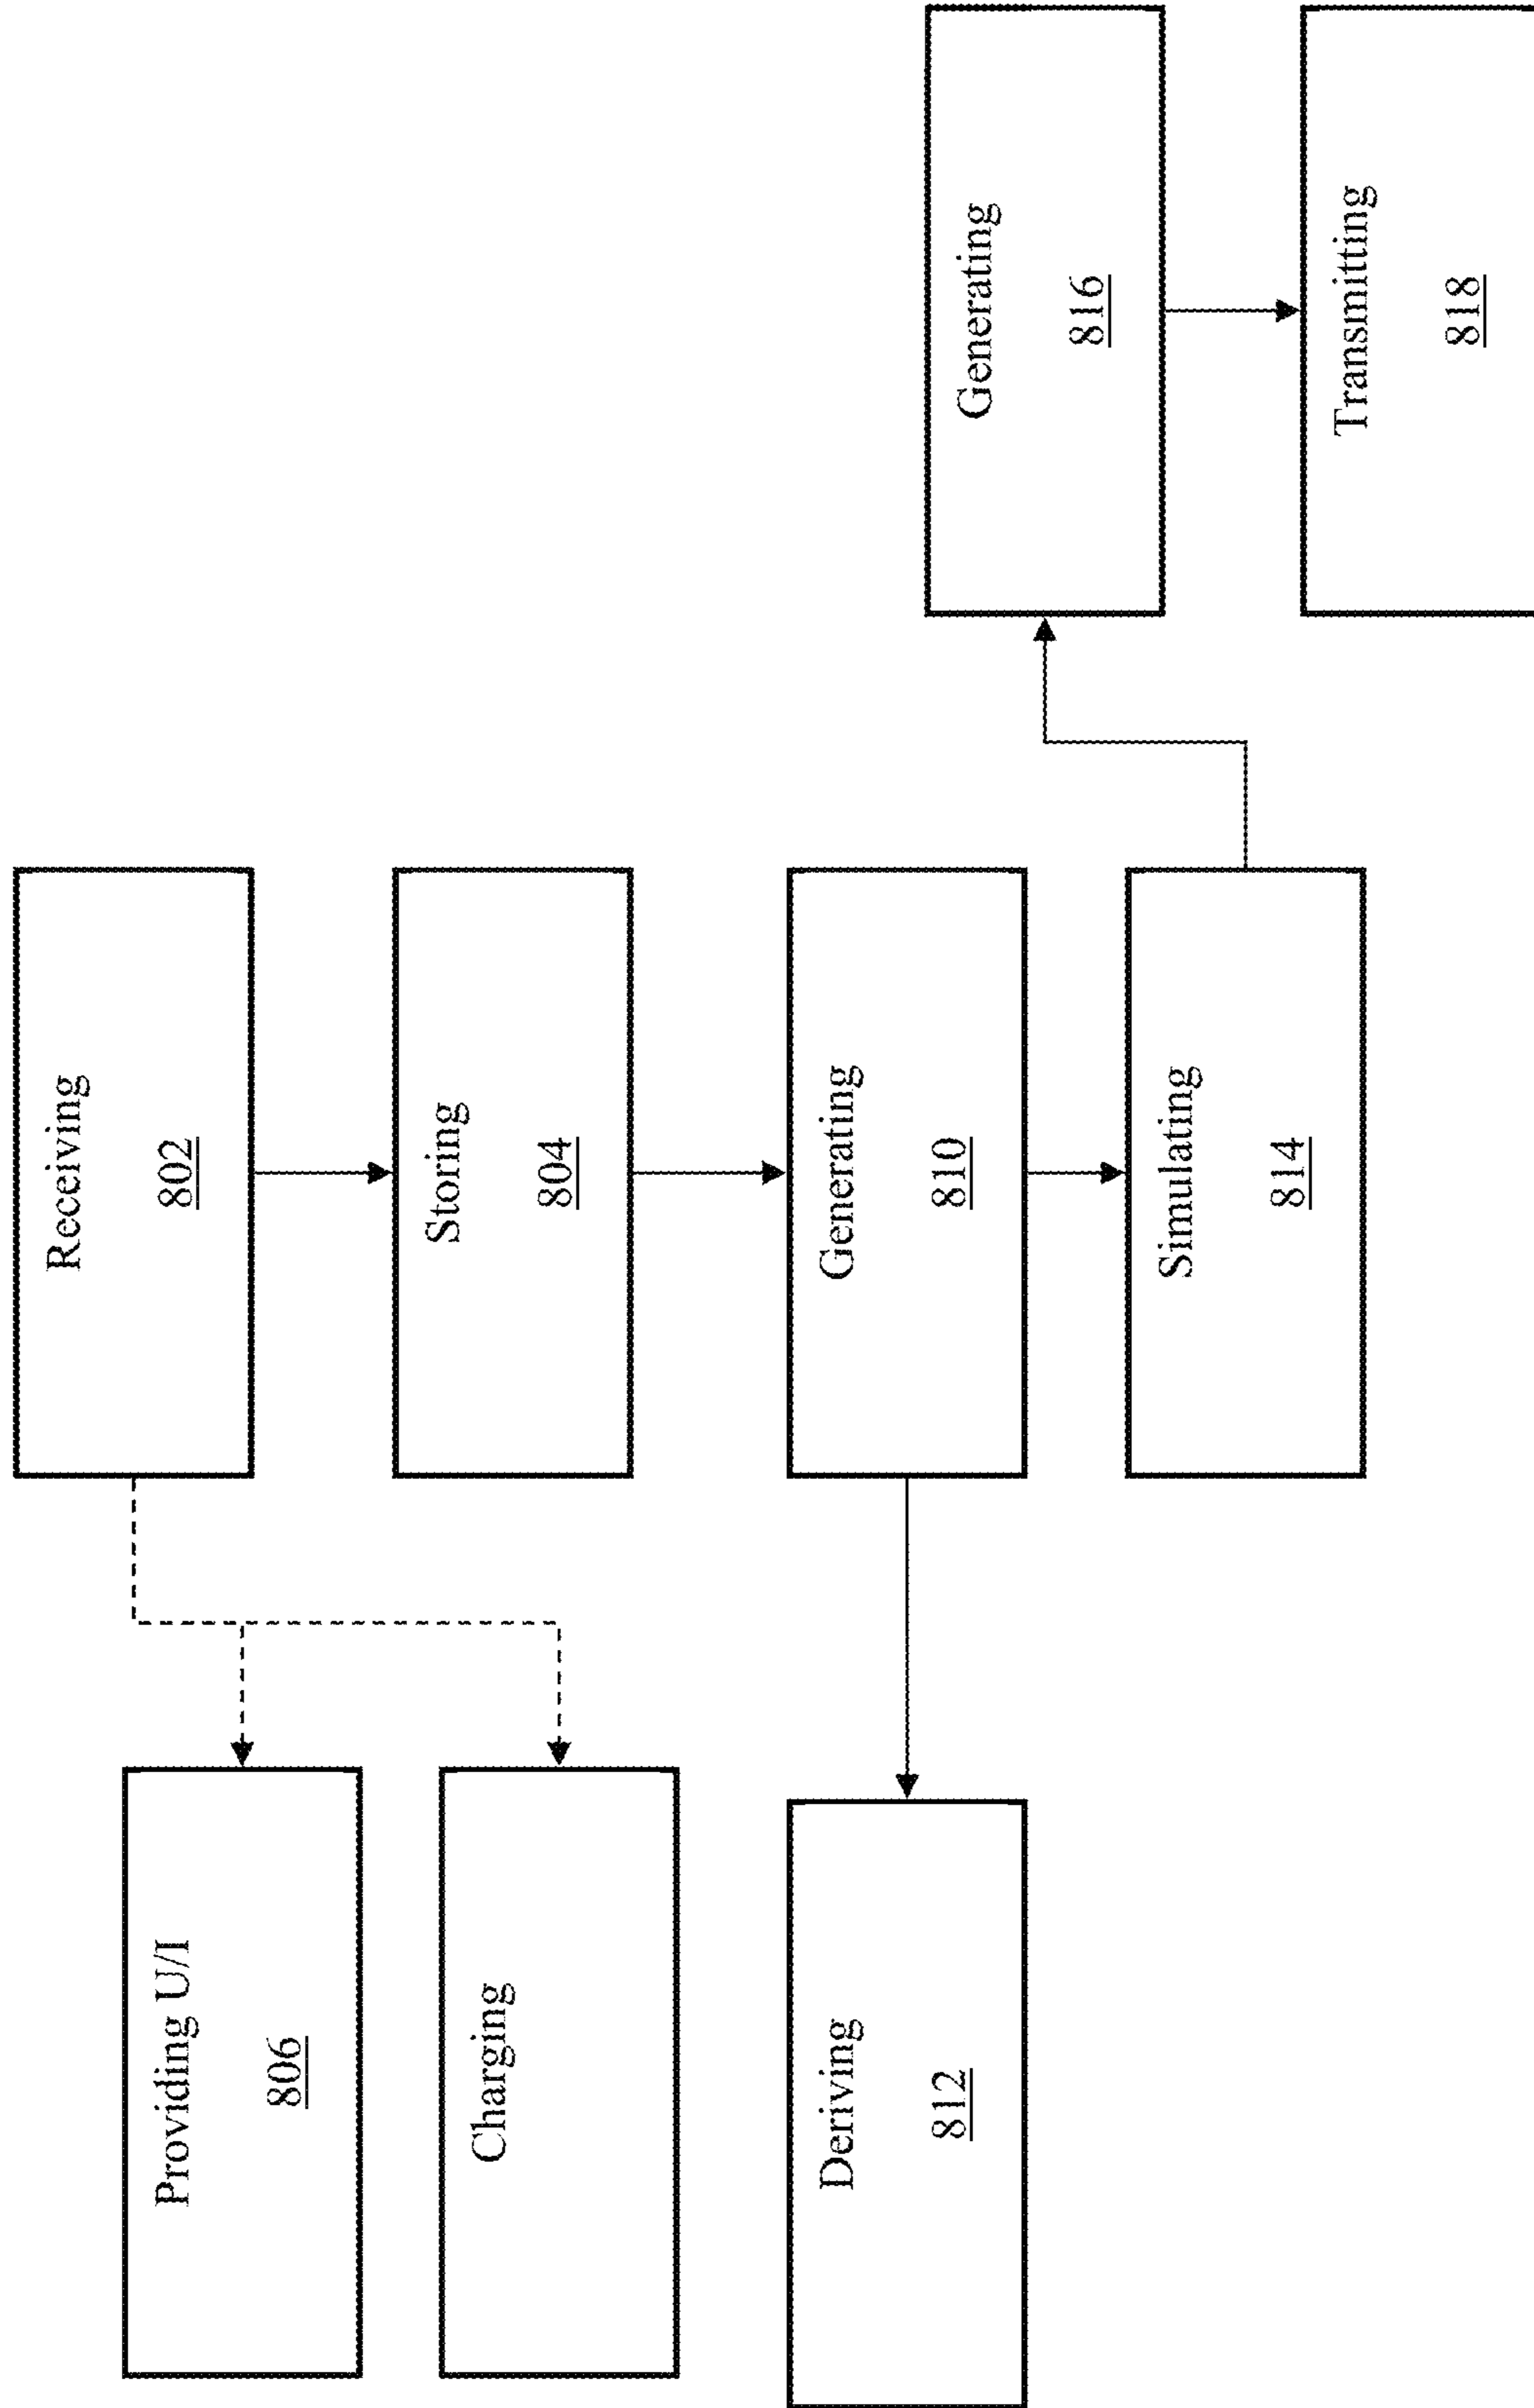 Receiving
802
Storing
804
Providing U/I
806
Charging
Generating
810
Deriving
812
Simulating
814
Generating
816
Transmitting
818